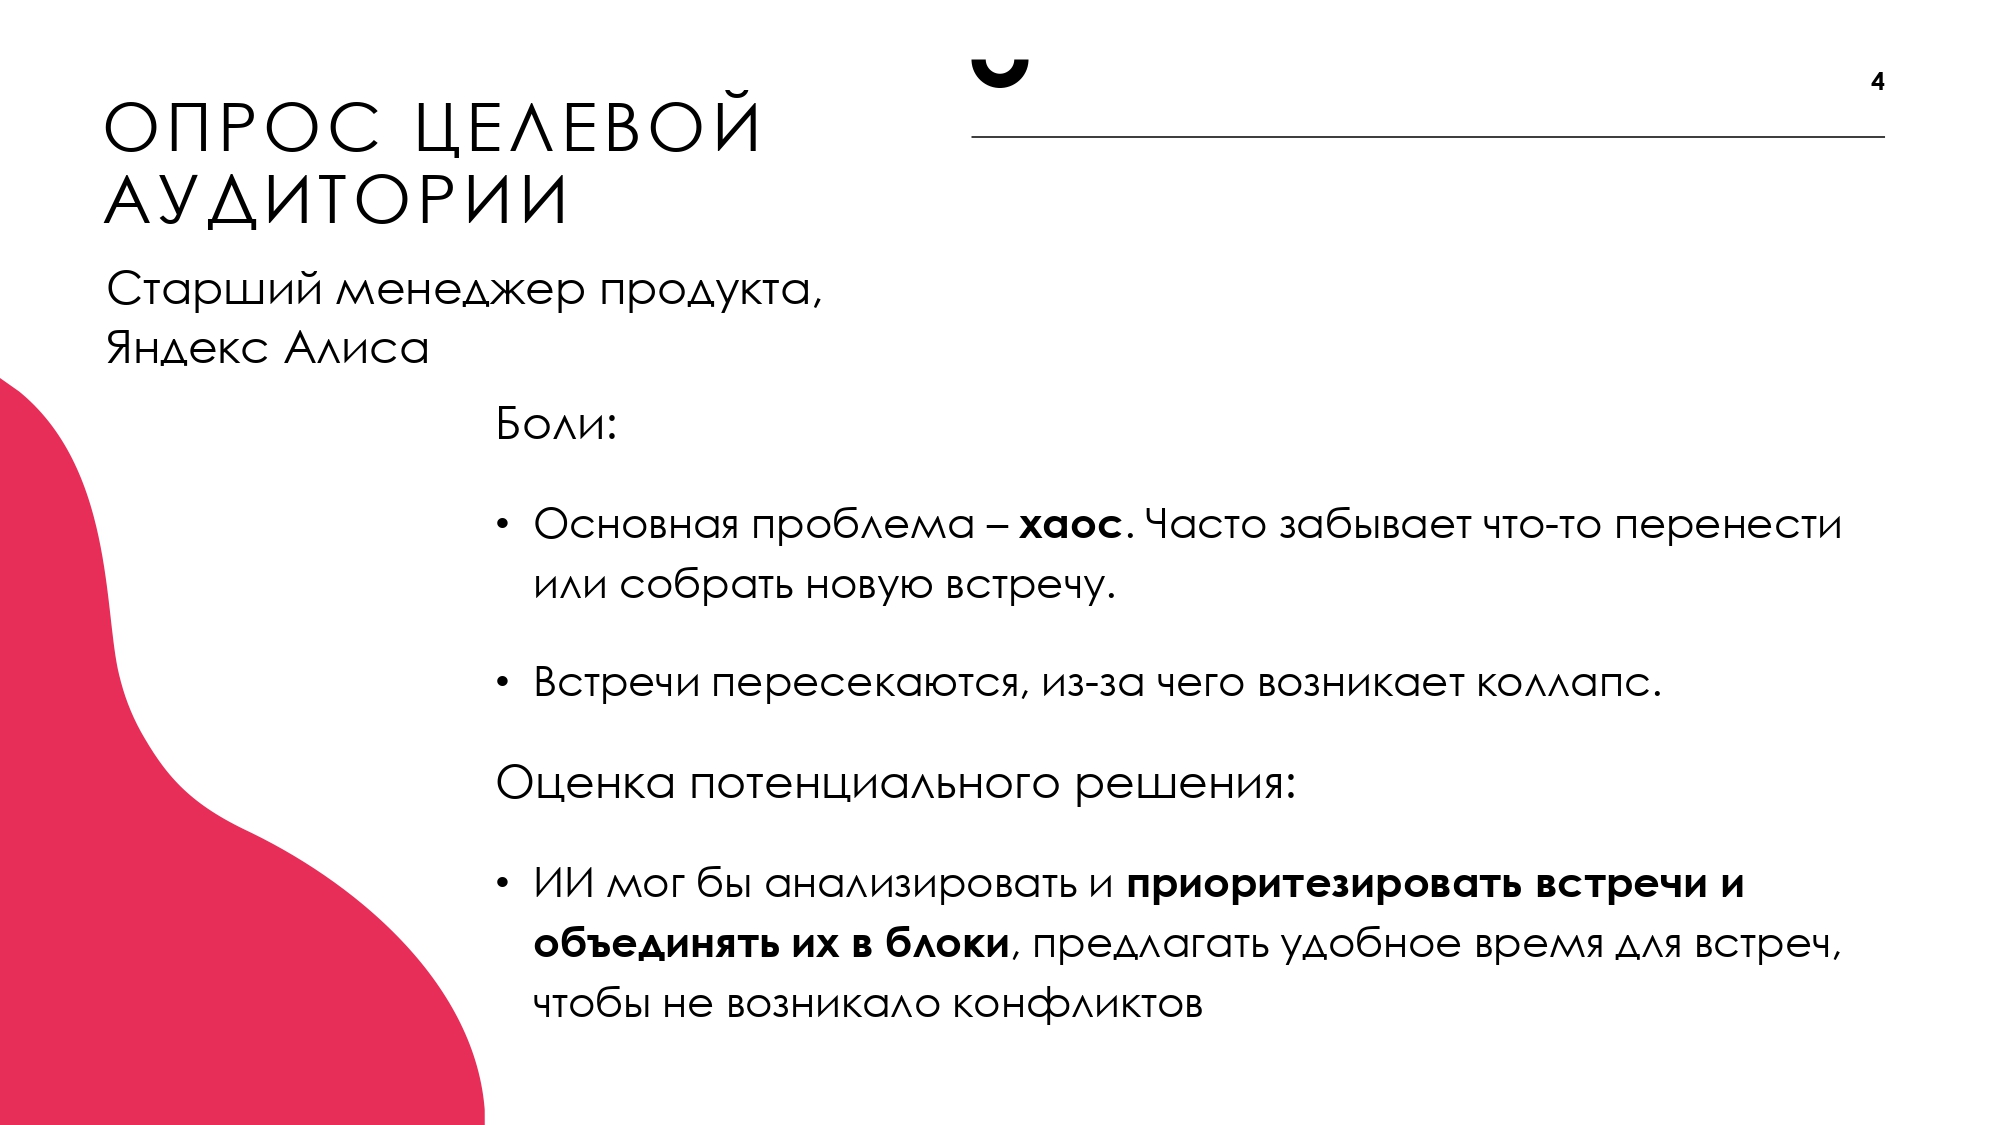 4
ОПРОС ЦЕЛЕВОЙ
АУДИТОРИИ
Старший менеджер продукта,
Яндекс Алиса
Боли:
• Основная проблема – хаос. Часто забывает что-то перенести
или собрать новую встречу.
• Встречи пересекаются, из-за чего возникает коллапс.
Оценка потенциального решения:
• ИИ мог бы анализировать и приоритезировать встречи и
объединять их в блоки, предлагать удобное время для встреч,
чтобы не возникало конфликтов